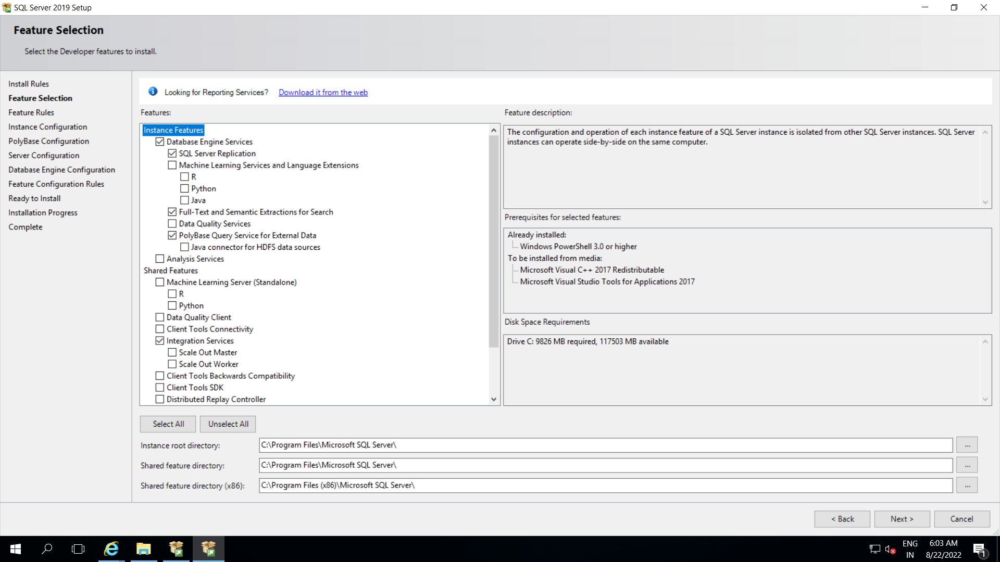 SQL Server 2019 Setup
Feature Selection
Select the Developer features to install.
Install Rules
Feature Selection
Feature Rules
Instance Configuration
PolyBase Configuration
Server Configuration
Database Engine Configuration
Feature Configuration Rules
Ready to Install
Installation Progress
Complete
Looking for Reporting Services? Download it from the web
Features:
Instance Features
Database Engine Services
SQL Server Replication
Machine Learning Services and Language Extensions
R
Python
Java
Full-Text and Semantic Extractions for Search
Data Quality Services
PolyBase Query Service for External Data
Java connector for HDFS data sources
Analysis Services
Shared Features
Machine Learning Server (Standalone)
R
Python
Data Quality Client
Client Tools Connectivity
Integration Services
Scale Out Master
Scale Out Worker
Client Tools Backwards Compatibility
Client Tools SDK
Distributed Replay Controller
Feature description:
The configuration and operation of each instance feature of a SQL Server instance is isolated from other SQL Server instances. SQL Server
instances can operate side-by-side on the same computer.
Prerequisites for selected features:
Already installed:
Windows PowerShell 3.0 or higher
To be installed from media:
Microsoft Visual C++ 2017 Redistributable
Microsoft Visual Studio Tools for Applications 2017
Disk Space Requirements
Drive C: 9826 MB required, 117503 MB available
Select All
Unselect All
Instance root directory: C:\Program Files\Microsoft SQL Server\ ...
Shared feature directory: C:\Program Files\Microsoft SQL Server\ ...
Shared feature directory (x86): C:\Program Files (x86)\Microsoft SQL Server\ ...
< Back
Next >
Cancel
ENG
IN
6:03 AM
8/22/2022
1